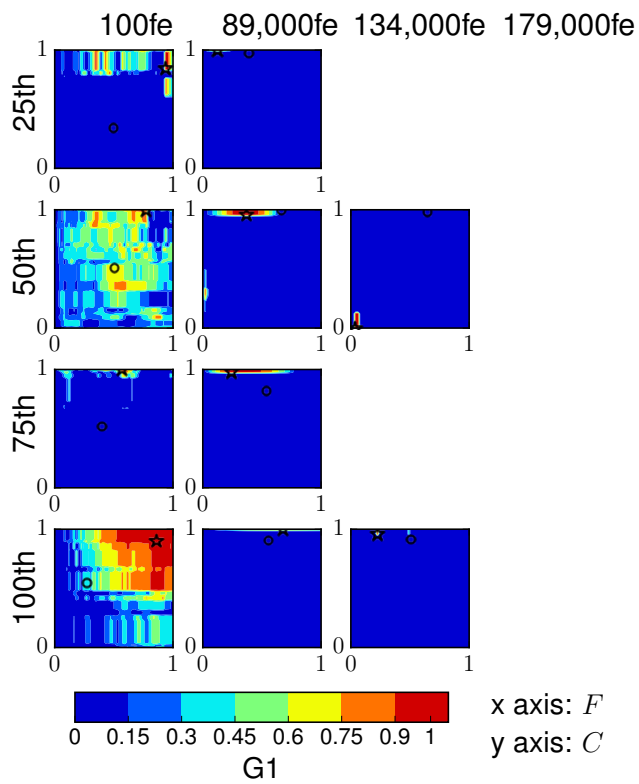 100fe 89,000fe 134,000fe 179,000fe
1 1
25th
0 0
0 1 0 1
1 1 1
50th
0 0 0
0 1 0 1 0 1
1 1
75th
0 0
0 1 0 1
1 1 1
100th
0 0 0
0 1 0 1 0 1
x axis: F
0 0.15 0.3 0.45 0.6 0.75 0.9 1
y axis: C
G1